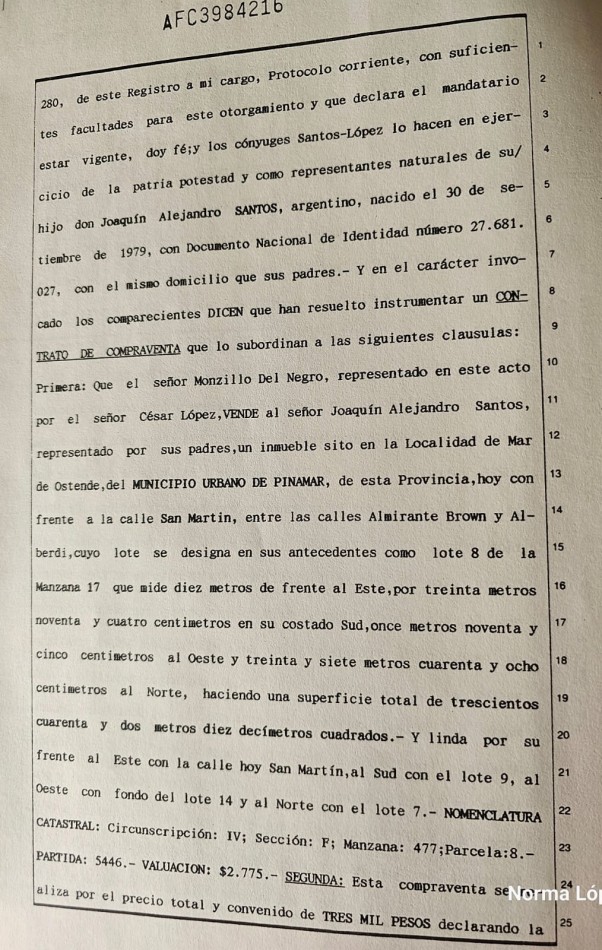 AFC3984216
280, de este Registro a mi cargo, Protocolo corriente, con suficien- 1
tes facultades para este otorgamiento y que declara el mandatario 2
estar vigente, doy fé;y los cónyuges Santos-López lo hacen en ejer- 3
cicio de la patria potestad y como representantes naturales de su/ 4
hijo don Joaquín Alejandro SANTOS, argentino, nacido el 30 de se- 5
tiembre de 1979, con Documento Nacional de Identidad número 27.681. 6
027, con el mismo domicilio que sus padres.- Y en el carácter invo- 7
cado los comparecientes DICEN que han resuelto instrumentar un CON- 8
TRATO DE COMPRAVENTA que lo subordinan a las siguientes clausulas: 9
Primera: Que el señor Monzillo Del Negro, representado en este acto 10
por el señor César López,VENDE al señor Joaquín Alejandro Santos, 11
representado por sus padres,un inmueble sito en la Localidad de Mar 12
de Ostende,del MUNICIPIO URBANO DE PINAMAR, de esta Provincia,hoy con 13
frente a la calle San Martin, entre las calles Almirante Brown y Al- 14
berdi,cuyo lote se designa en sus antecedentes como lote 8 de la 15
Manzana 17 que mide diez metros de frente al Este,por treinta metros 16
noventa y cuatro centimetros en su costado Sud,once metros noventa y 17
cinco centimetros al Oeste y treinta y siete metros cuarenta y ocho 18
centimetros al Norte, haciendo una superficie total de trescientos 19
cuarenta y dos metros diez decímetros cuadrados.- Y linda por su 20
frente al Este con la calle hoy San Martín,al Sud con el lote 9, al 21
Oeste con fondo del lote 14 y al Norte con el lote 7.- NOMENCLATURA 22
CATASTRAL: Circunscripción: IV; Sección: F; Manzana: 477;Parcela:8.- 23
PARTIDA: 5446.- VALUACION: $2.775.- SEGUNDA: Esta compraventa se 24
aliza por el precio total y convenido de TRES MIL PESOS declarando la 25
Norma